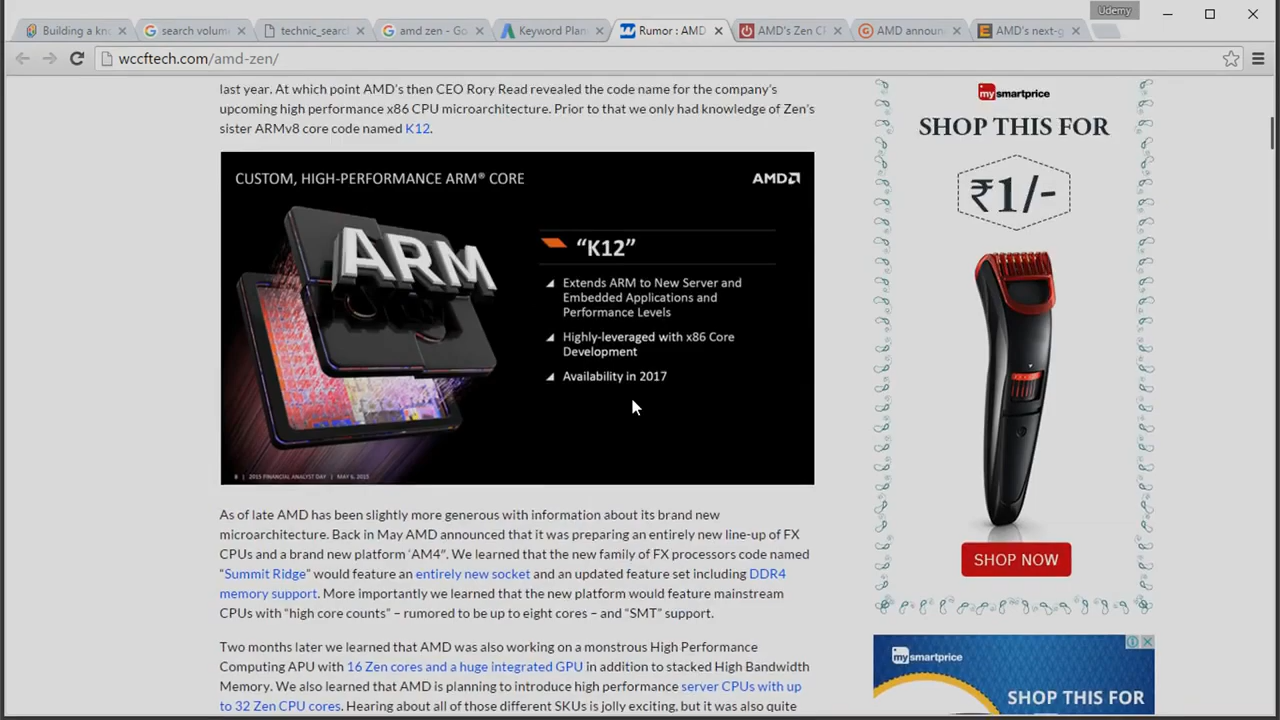 Udemy
Building a kn
search volum
technic_searc
amd zen - Go
Keyword Plan
Rumor : AMD
AMD's Zen CP
AMD announ
AMD's next-g
wccftech.com/amd-zen/
last year. At which point AMD's then CEO Rory Read revealed the code name for the company's
upcoming high performance x86 CPU microarchitecture. Prior to that we only had knowledge of Zen's
sister ARMv8 core code named K12.
CUSTOM, HIGH-PERFORMANCE ARM® CORE
AMD
ARM
“K12”
Extends ARM to New Server and
Embedded Applications and
Performance Levels
Highly-leveraged with x86 Core
Development
Availability in 2017
8 | 2015 FINANCIAL ANALYST DAY | MAY 6, 2015
As of late AMD has been slightly more generous with information about its brand new
microarchitecture. Back in May AMD announced that it was preparing an entirely new line-up of FX
CPUs and a brand new platform ‘AM4”. We learned that the new family of FX processors code named
“Summit Ridge” would feature an entirely new socket and an updated feature set including DDR4
memory support. More importantly we learned that the new platform would feature mainstream
CPUs with “high core counts” – rumored to be up to eight cores – and “SMT” support.
Two months later we learned that AMD was also working on a monstrous High Performance
Computing APU with 16 Zen cores and a huge integrated GPU in addition to stacked High Bandwidth
Memory. We also learned that AMD is planning to introduce high performance server CPUs with up
to 32 Zen CPU cores. Hearing about all of those different SKUs is jolly exciting, but it was also quite
mysmartprice
SHOP THIS FOR
₹1/-
SHOP NOW
mysmartprice
SHOP THIS FOR